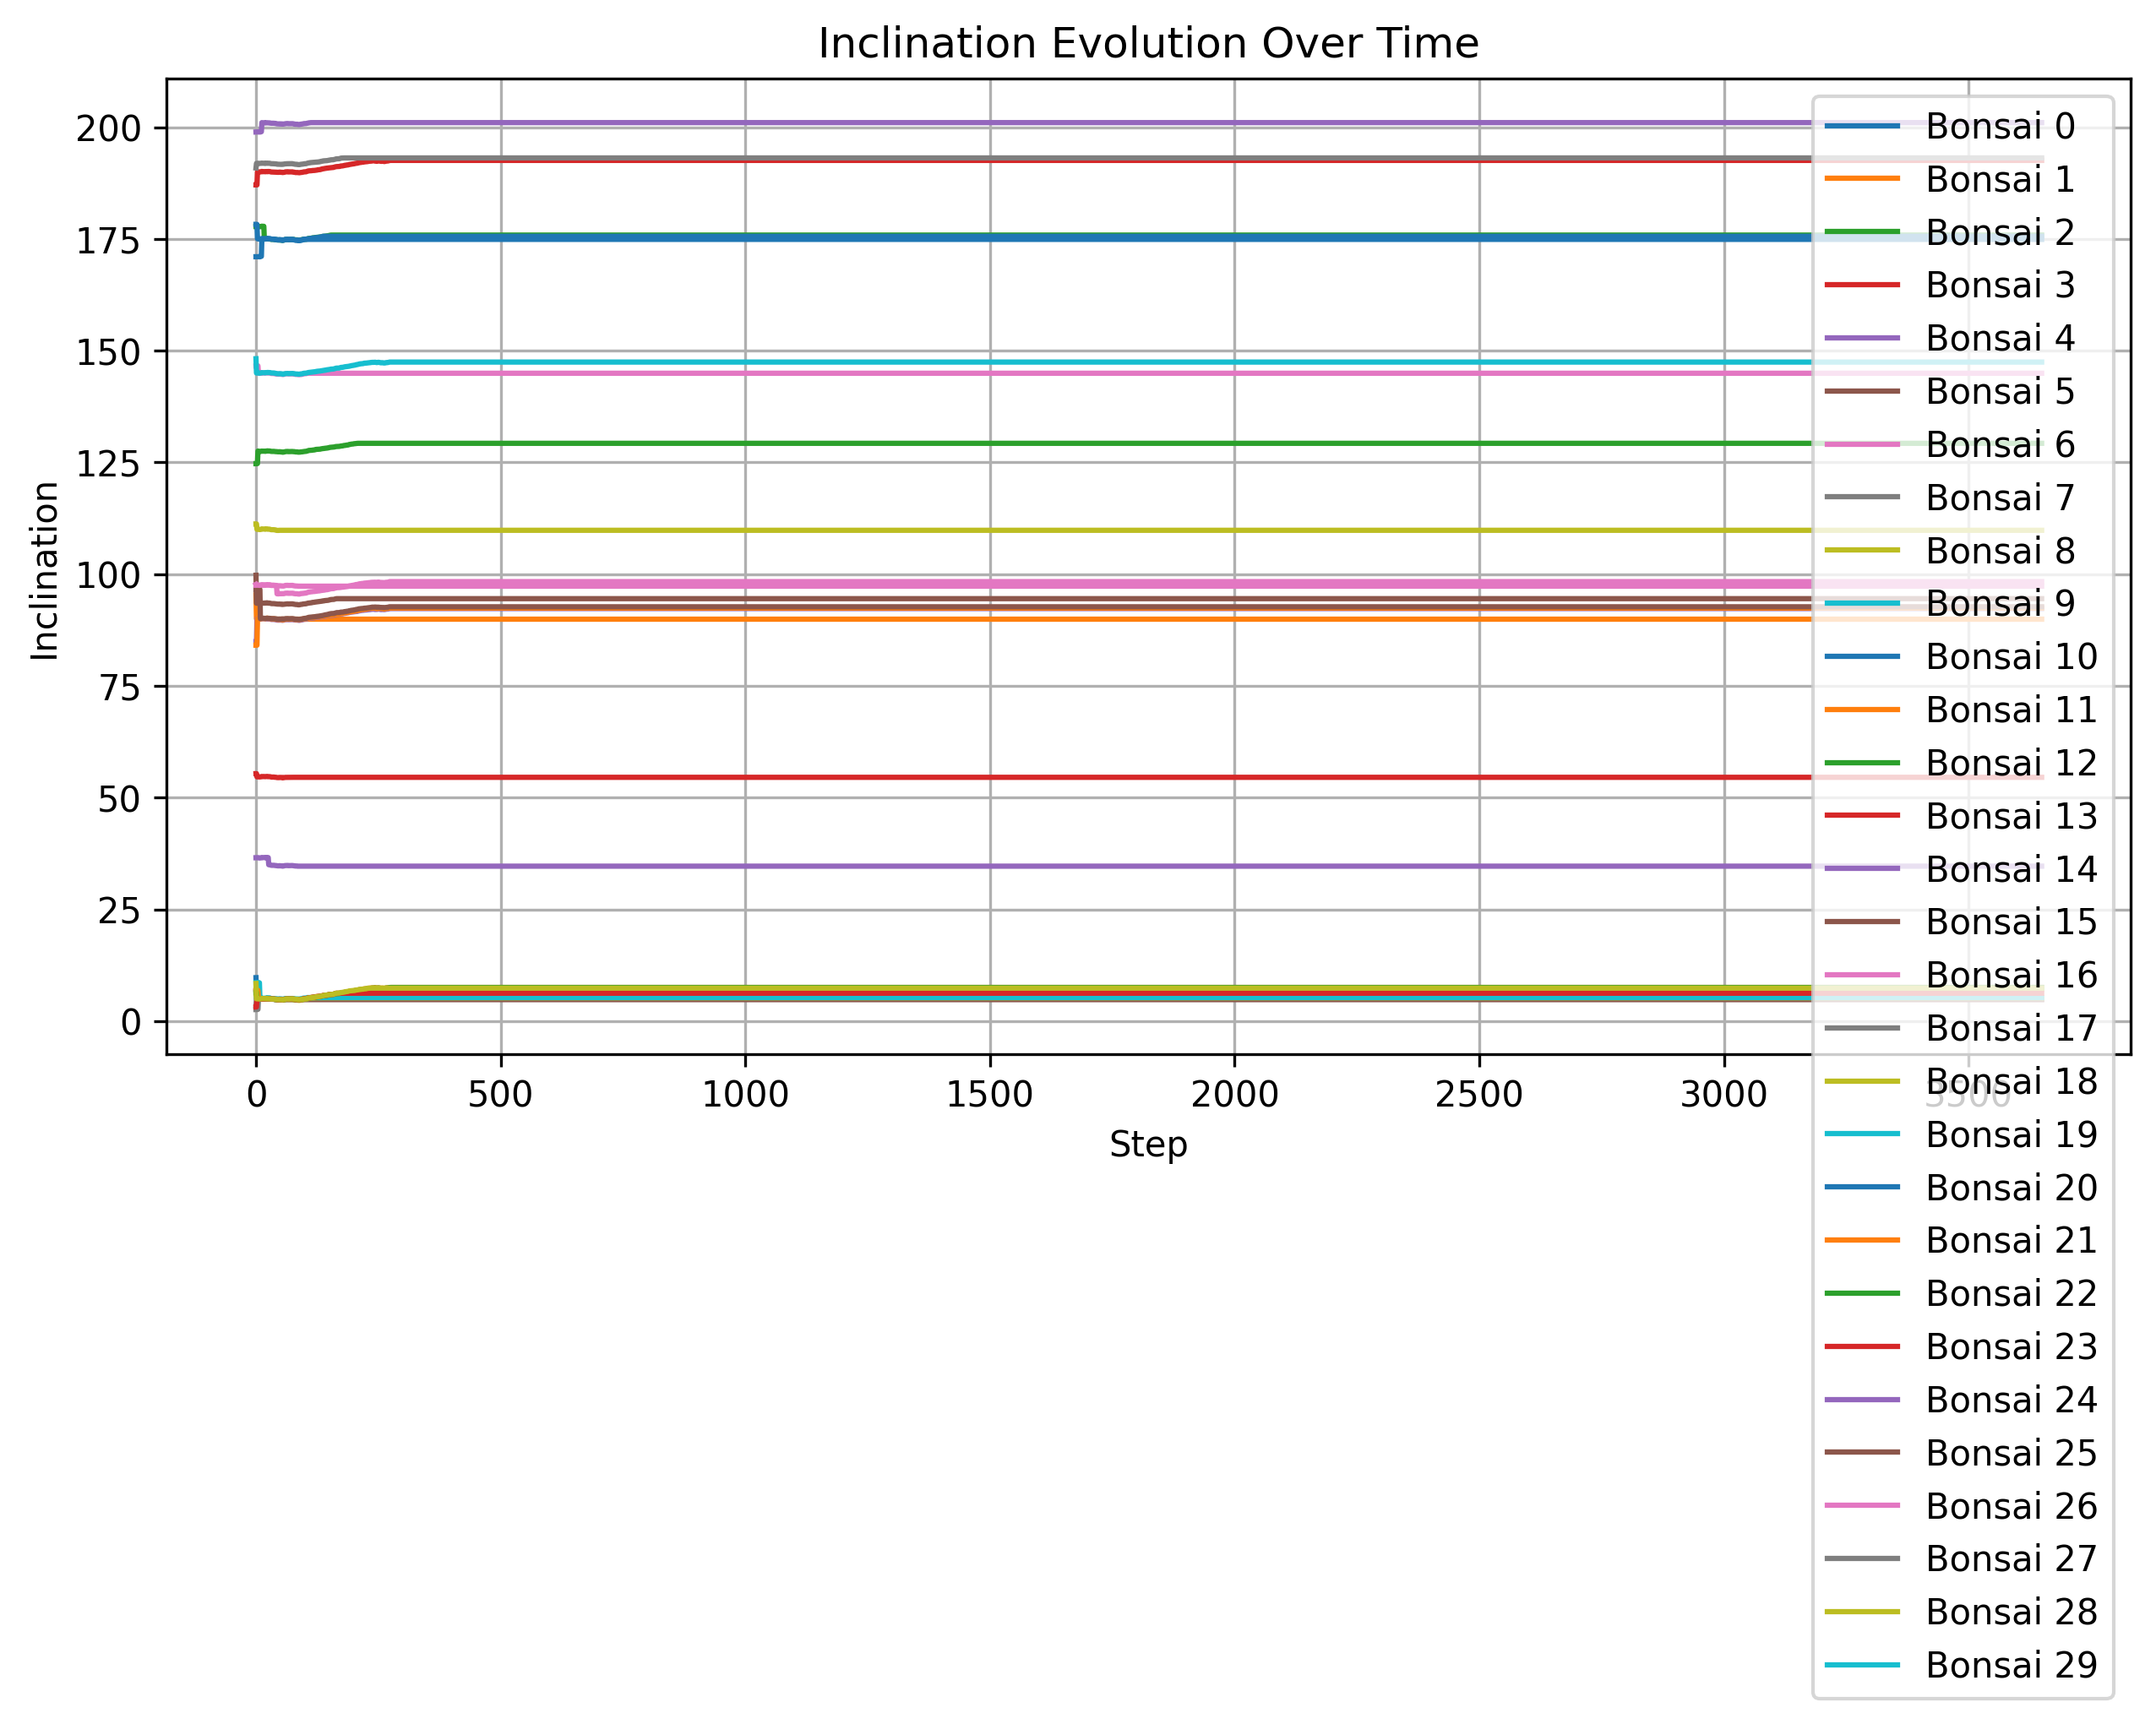 Inclination Evolution Over Time
Inclination
200
175
150
125
100
75
50
25
0
0 500 1000 1500 2000 2500 3000 3500
Step
Bonsai 0
Bonsai 1
Bonsai 2
Bonsai 3
Bonsai 4
Bonsai 5
Bonsai 6
Bonsai 7
Bonsai 8
Bonsai 9
Bonsai 10
Bonsai 11
Bonsai 12
Bonsai 13
Bonsai 14
Bonsai 15
Bonsai 16
Bonsai 17
Bonsai 18
Bonsai 19
Bonsai 20
Bonsai 21
Bonsai 22
Bonsai 23
Bonsai 24
Bonsai 25
Bonsai 26
Bonsai 27
Bonsai 28
Bonsai 29